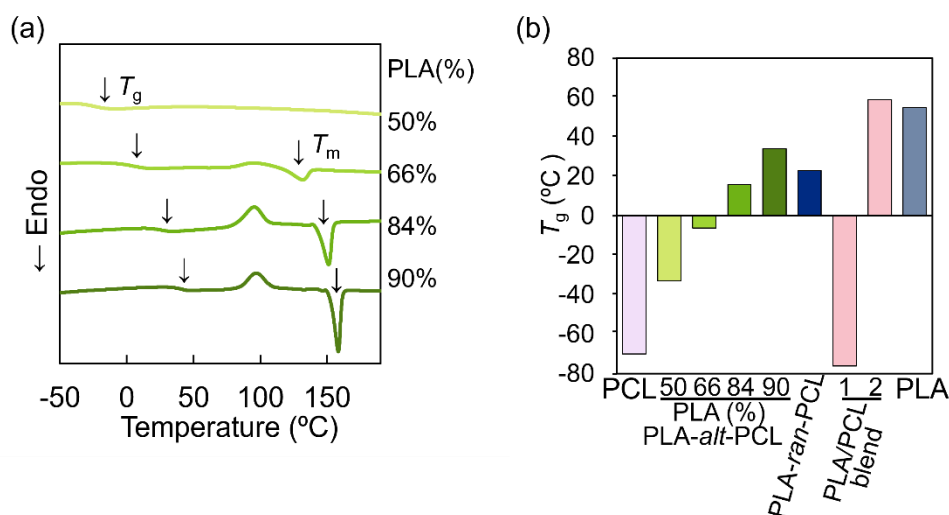 (a)
↓ Tg
PLA(%)
50%
↓ ↓ Tm
66%
↓ ↓
84%
↓ ↓
90%
← Endo
-50 0 50 100 150
Temperature (ºC)
(b)
80
60
40
20
0
-20
-40
-60
-80
Tg (ºC)
PCL 50 66 84 90 1 2 PLA
PLA (%)
PLA-alt-PCL
PLA-ran-PCL
PLA/PCL
blend